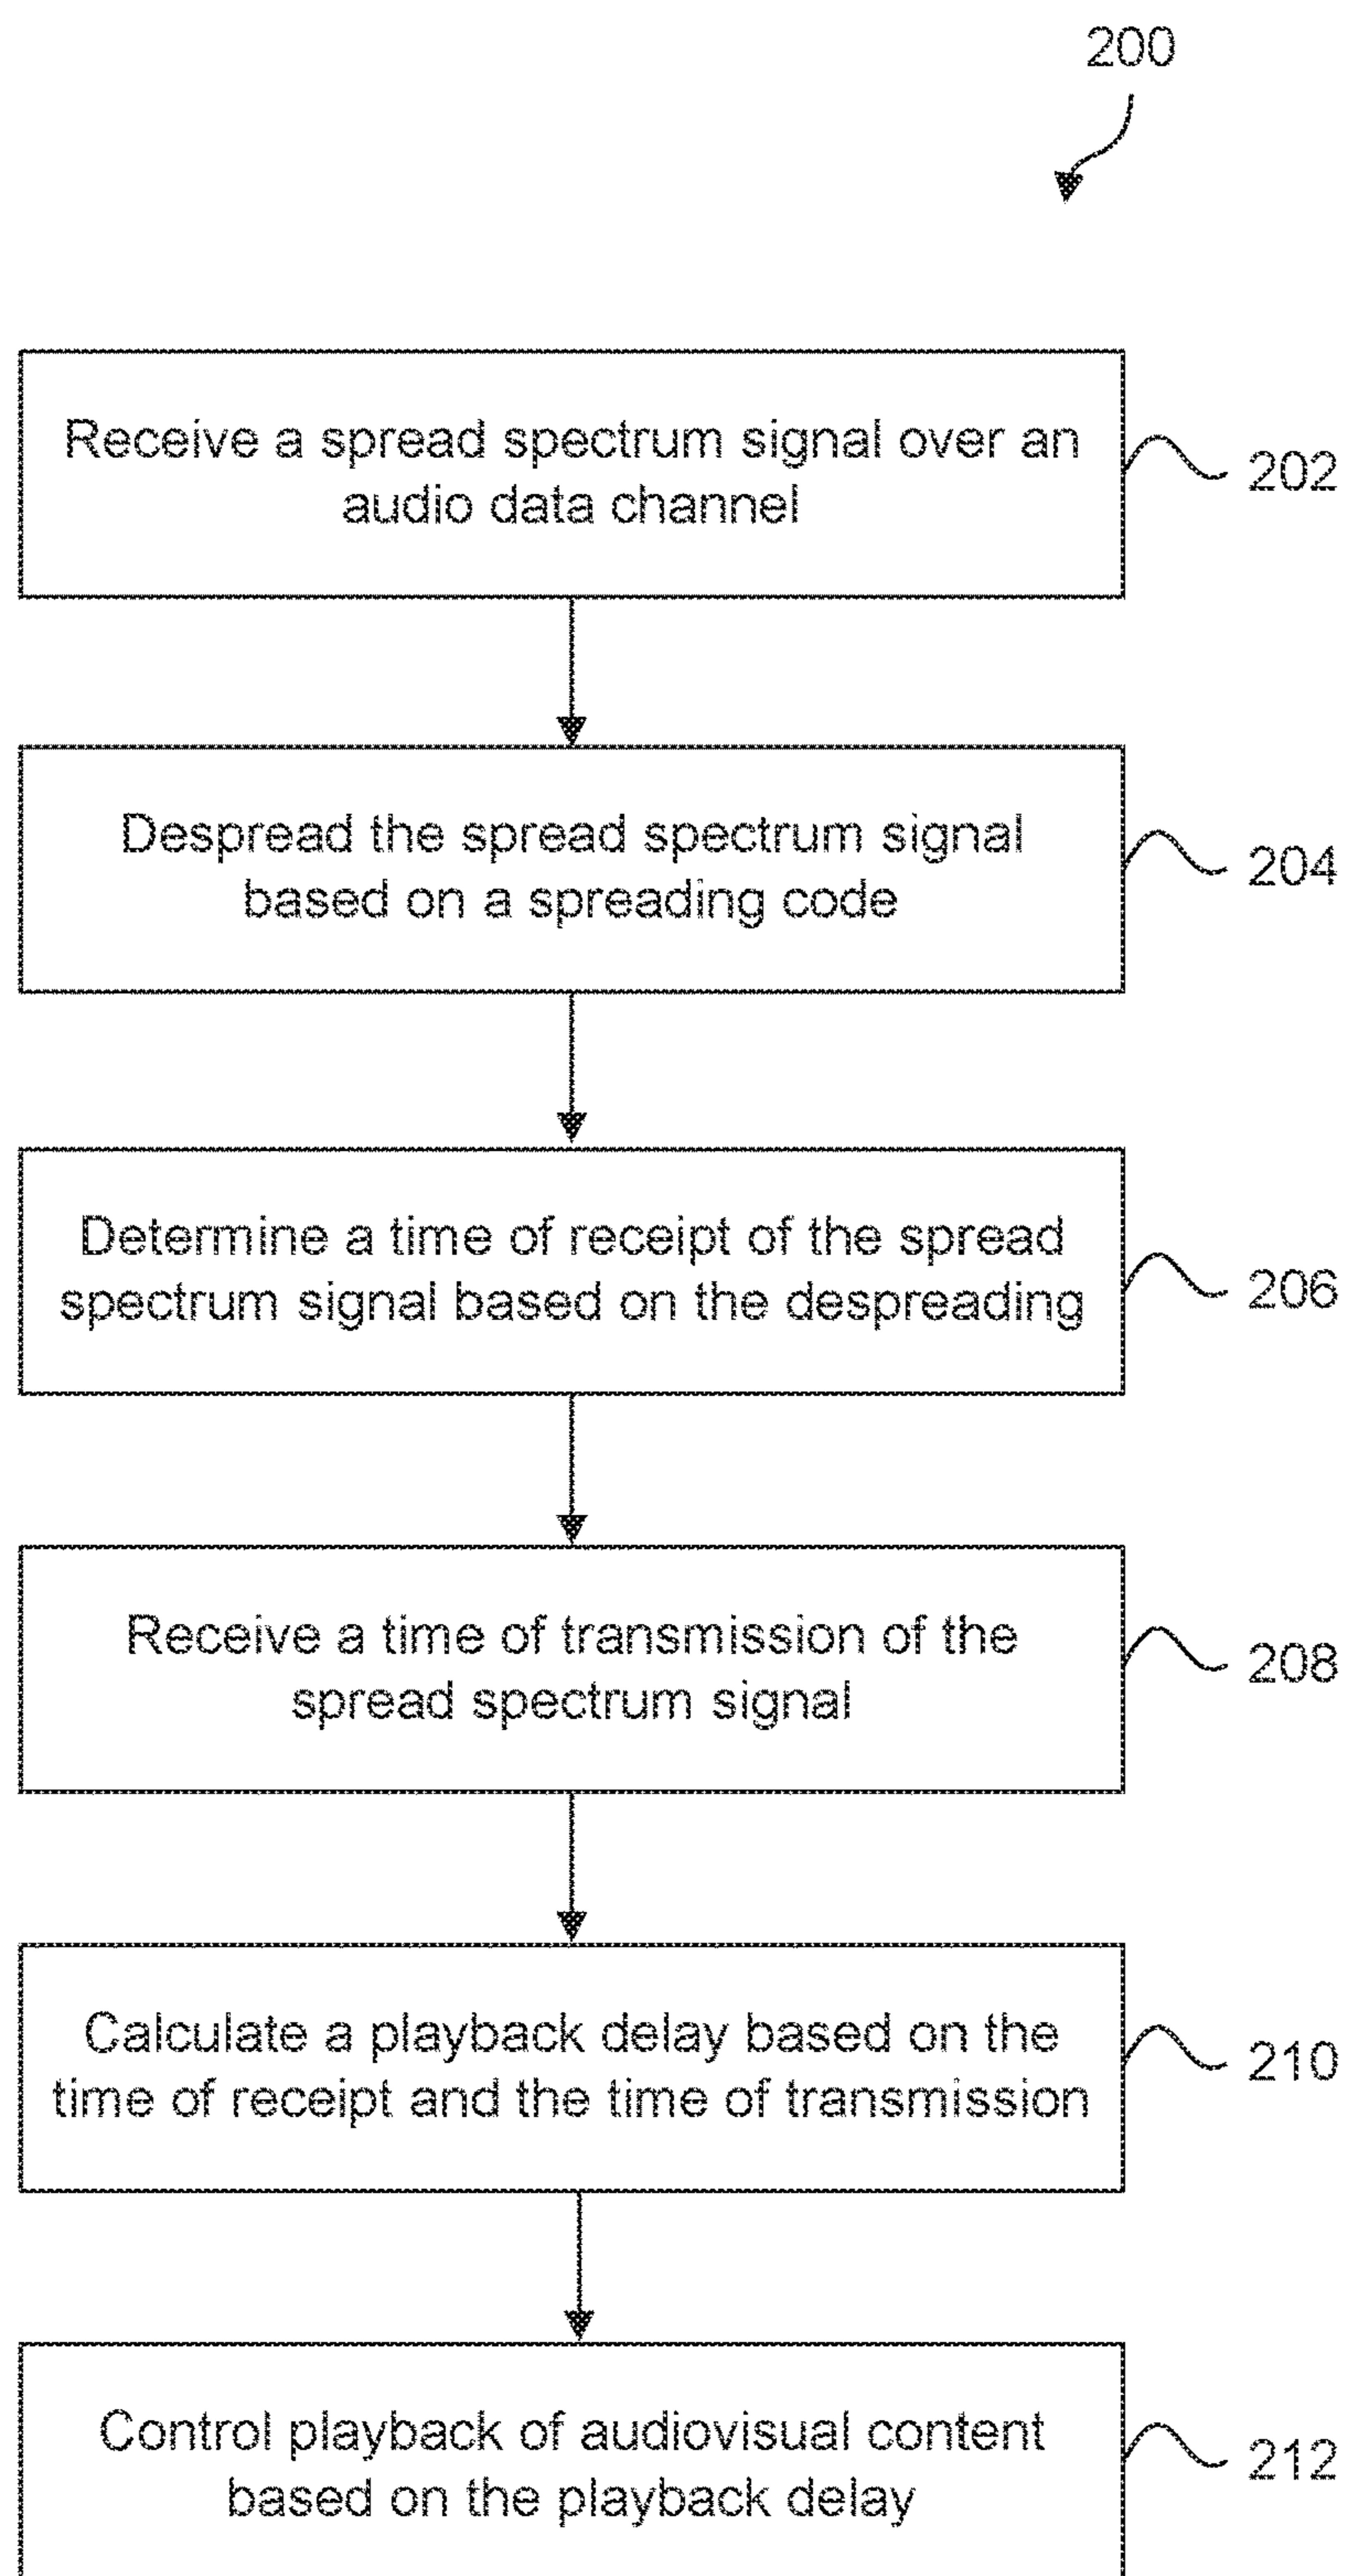 200
Receive a spread spectrum signal over an
audio data channel
202
Despread the spread spectrum signal
based on a spreading code
204
Determine a time of receipt of the spread
spectrum signal based on the despreading
206
Receive a time of transmission of the
spread spectrum signal
208
Calculate a playback delay based on the
time of receipt and the time of transmission
210
Control playback of audiovisual content
based on the playback delay
212